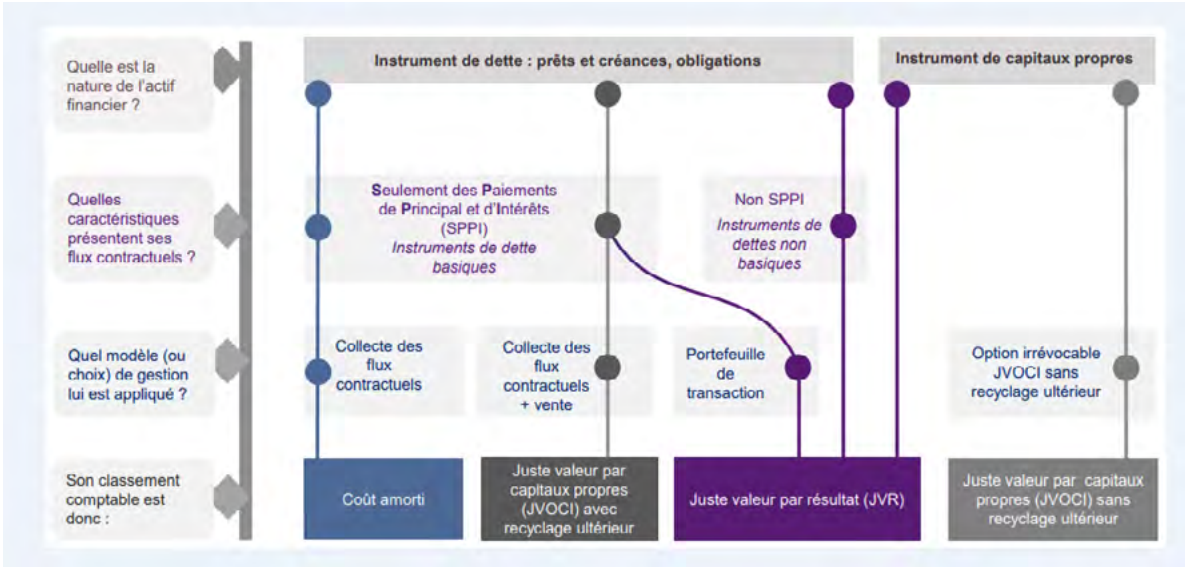 Quelle est la
nature de l'actif
financier ?
Instrument de dette : prêts et créances, obligations
Instrument de capitaux propres
Quelles
caractéristiques
présentent ses
flux contractuels ?
Seulement des Paiements
de Principal et d'Intérêts
(SPPI)
Instruments de dette
basiques
Non SPPI
Instruments de
dettes non
basiques
Quel modèle (ou
choix) de gestion
lui est appliqué ?
Collecte des
flux
contractuels
Collecte des
flux
contractuels
+ vente
Portefeuille
de
transaction
Option irrévocable
JVOCI sans
recyclage ultérieur
Son classement
comptable est
donc :
Coût amorti
Juste valeur par
capitaux propres
(JVOCI) avec
recyclage ultérieur
Juste valeur par résultat (JVR)
Juste valeur par capitaux
propres (JVOCI) sans
recyclage ultérieur